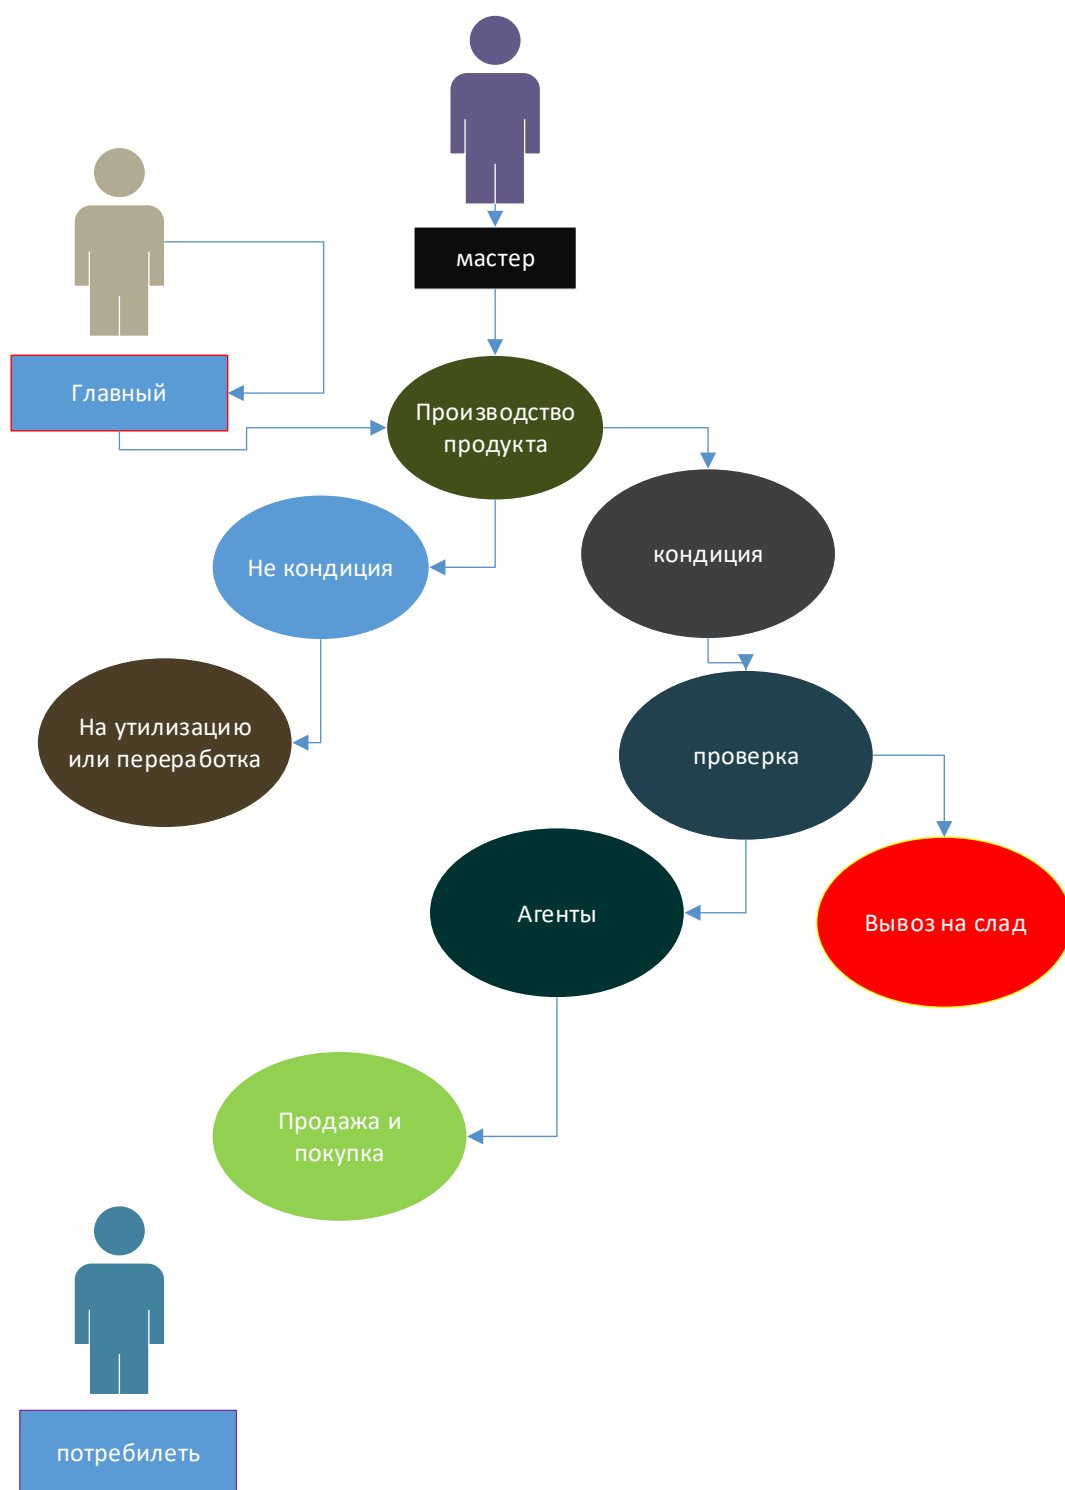 мастер
Главный
Производство
продукта
Не кондиция
кондиция
На утилизацию
или переработка
проверка
Агенты
Вывоз на слад
Продажа и
покупка
потребилеть